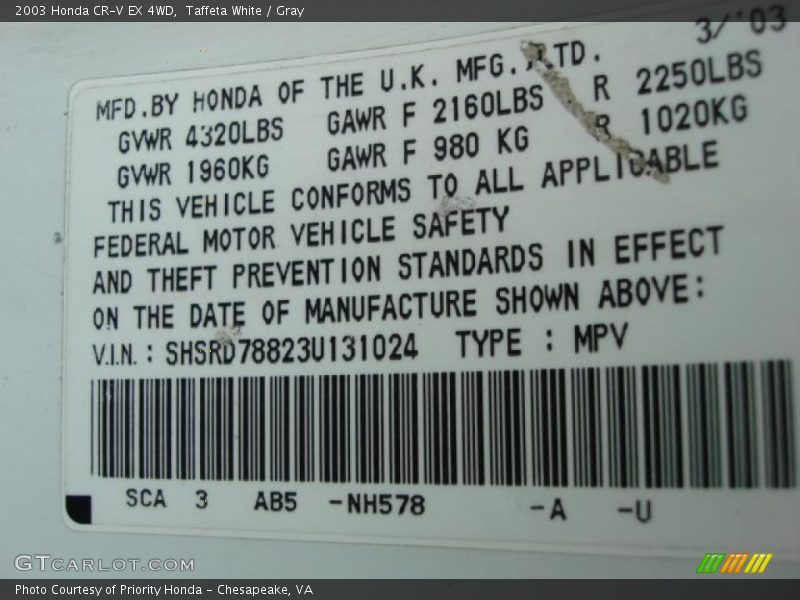 2003 Honda CR-V EX 4WD, Taffeta White / Gray
3/'03
MFD.BY HONDA OF THE U.K. MFG.,LTD.
GVWR 4320LBS GAWR F 2160LBS R 2250LBS
GVWR 1960KG GAWR F 980 KG R 1020KG
THIS VEHICLE CONFORMS TO ALL APPLICABLE
FEDERAL MOTOR VEHICLE SAFETY
AND THEFT PREVENTION STANDARDS IN EFFECT
ON THE DATE OF MANUFACTURE SHOWN ABOVE:
V.I.N. : SHSRD78823U131024 TYPE : MPV
SCA 3 AB5 -NH578 -A -U
GTCARLOT.COM
Photo Courtesy of Priority Honda - Chesapeake, VA